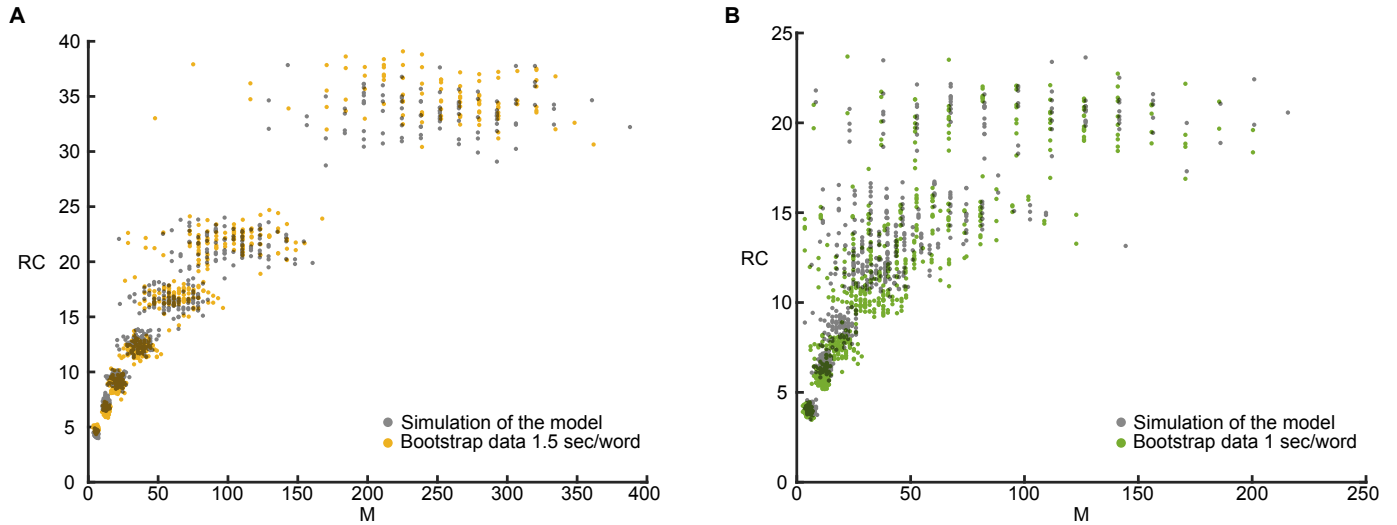 A
40
35
30
25
20
15
10
5
0
RC
0 50 100 150 200 250 300 350 400
M
Simulation of the model
Bootstrap data 1.5 sec/word
B
25
20
15
10
5
0
RC
0 50 100 150 200 250
M
Simulation of the model
Bootstrap data 1 sec/word